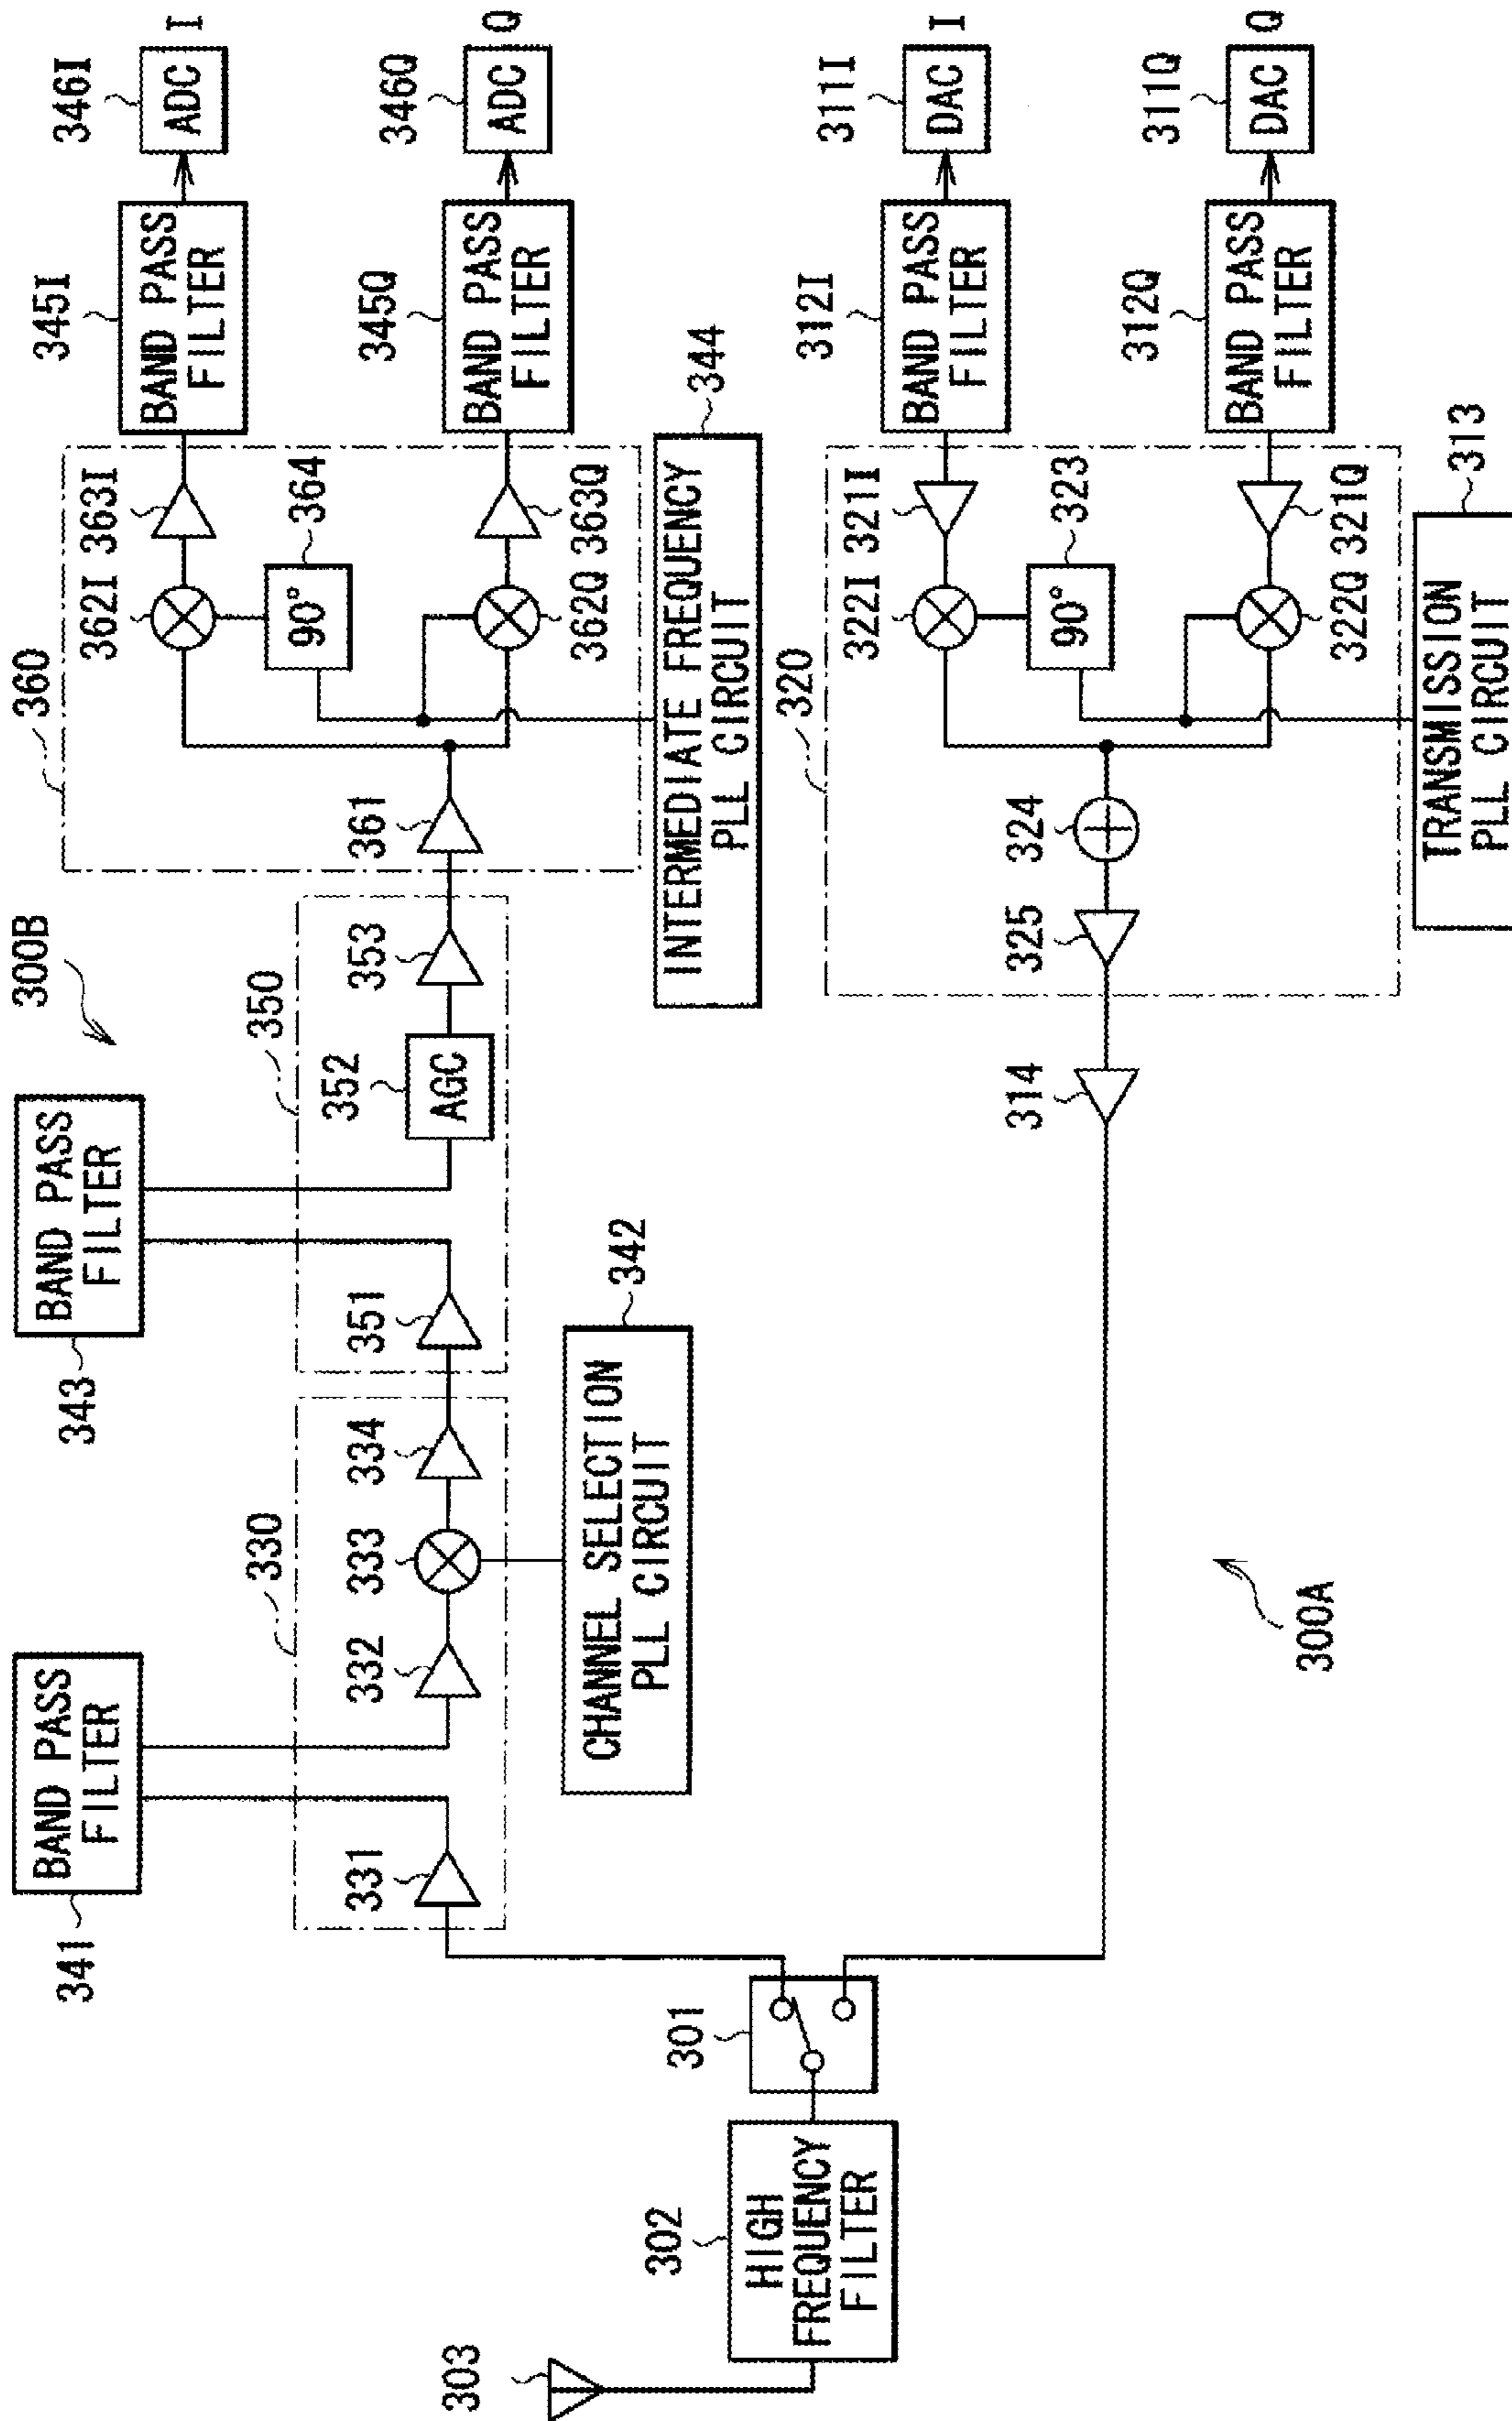 300B
341
BAND PASS
FILTER
343
BAND PASS
FILTER
330
331
332
333
334
350
351
352
AGC
353
360
361
362I
363I
364
90°
362Q
363Q
345I
BAND PASS
FILTER
346I
ADC
I
345Q
BAND PASS
FILTER
346Q
ADC
Q
CHANNEL SELECTION
PLL CIRCUIT
342
INTERMEDIATE FREQUENCY
PLL CIRCUIT
344
303
302
HIGH
FREQUENCY
FILTER
301
300A
314
320
325
324
322I
321I
323
90°
322Q
321Q
312I
BAND PASS
FILTER
311I
DAC
I
312Q
BAND PASS
FILTER
311Q
DAC
Q
TRANSMISSION
PLL CIRCUIT
313